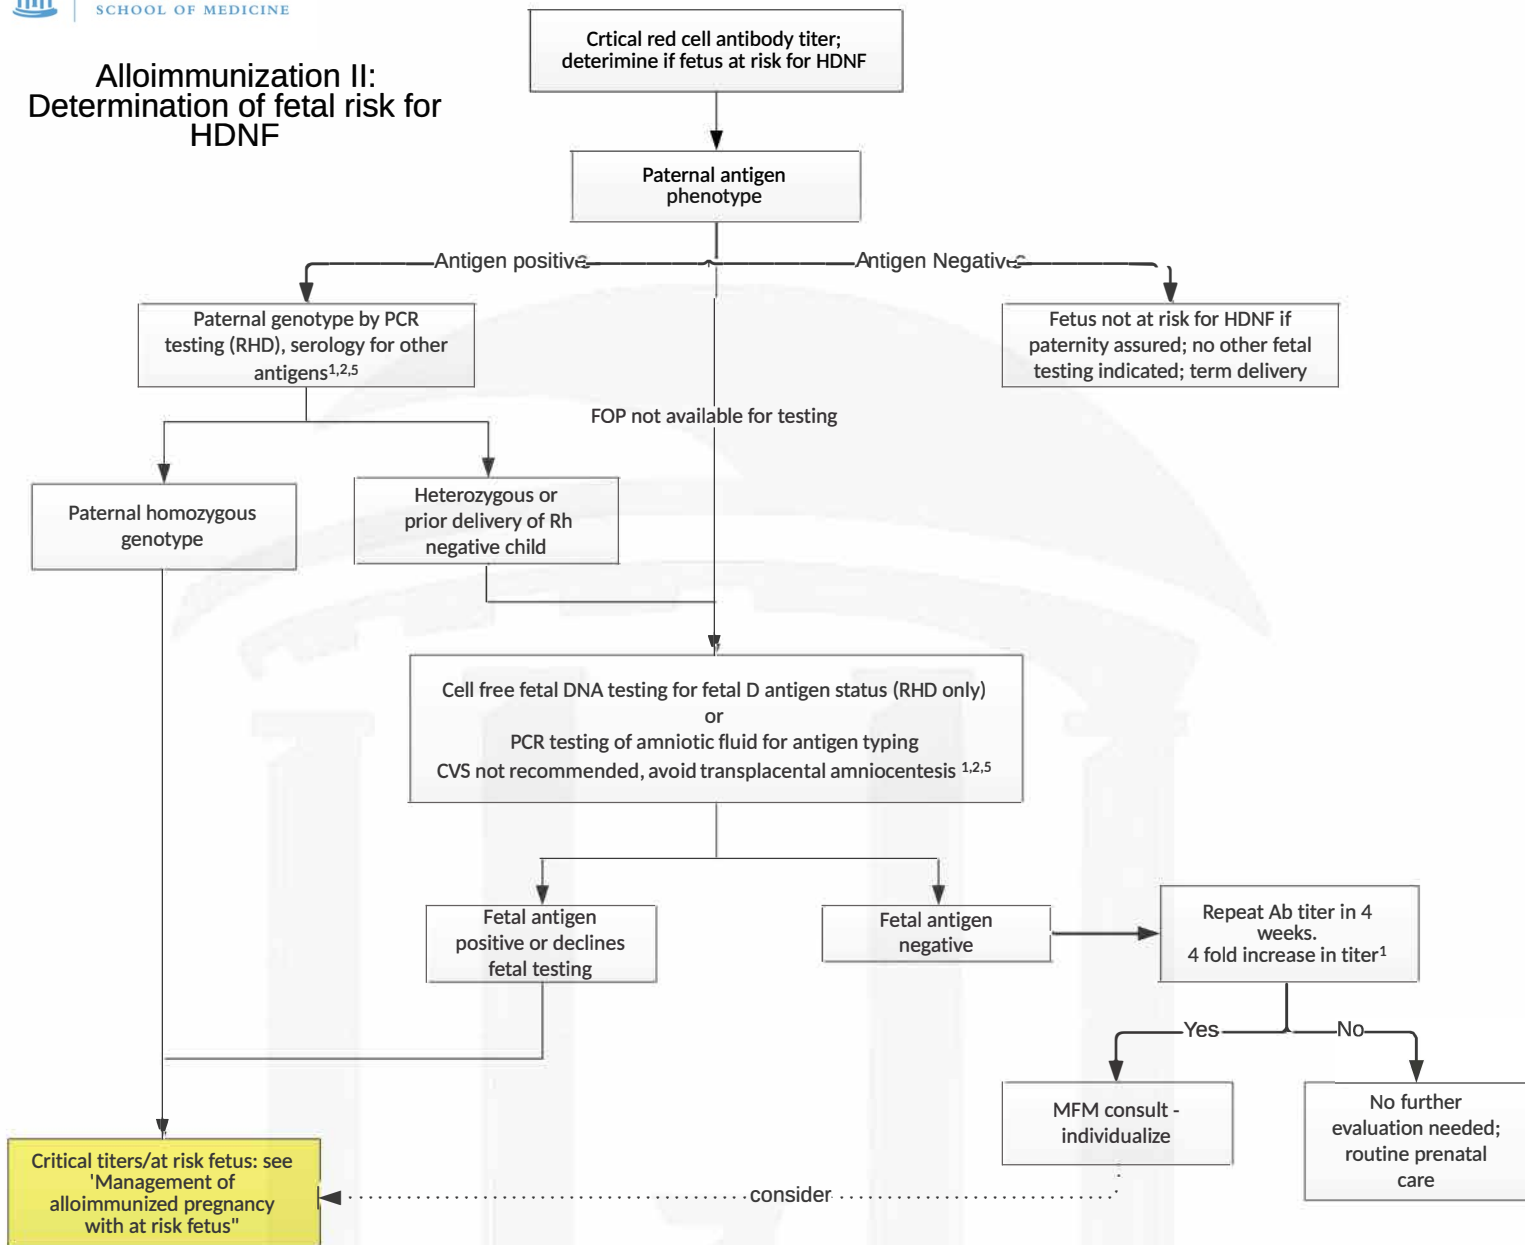 SCHOOL OF MEDICINE
Alloimmunization II:
Determination of fetal risk for
HDNF
Crtical red cell antibody titer;
deterimine if fetus at risk for HDNF
Paternal antigen
phenotype
Antigen positive
Antigen Negative
Paternal genotype by PCR
testing (RHD), serology for other
antigens1,2,5
Fetus not at risk for HDNF if
paternity assured; no other fetal
testing indicated; term delivery
FOP not available for testing
Paternal homozygous
genotype
Heterozygous or
prior delivery of Rh
negative child
Cell free fetal DNA testing for fetal D antigen status (RHD only)
or
PCR testing of amniotic fluid for antigen typing
CVS not recommended, avoid transplacental amniocentesis 1,2,5
Fetal antigen
positive or declines
fetal testing
Fetal antigen
negative
Repeat Ab titer in 4
weeks.
4 fold increase in titer1
Yes
No
MFM consult -
individualize
No further
evaluation needed;
routine prenatal
care
Critical titers/at risk fetus: see
'Management of
alloimmunized pregnancy
with at risk fetus"
consider